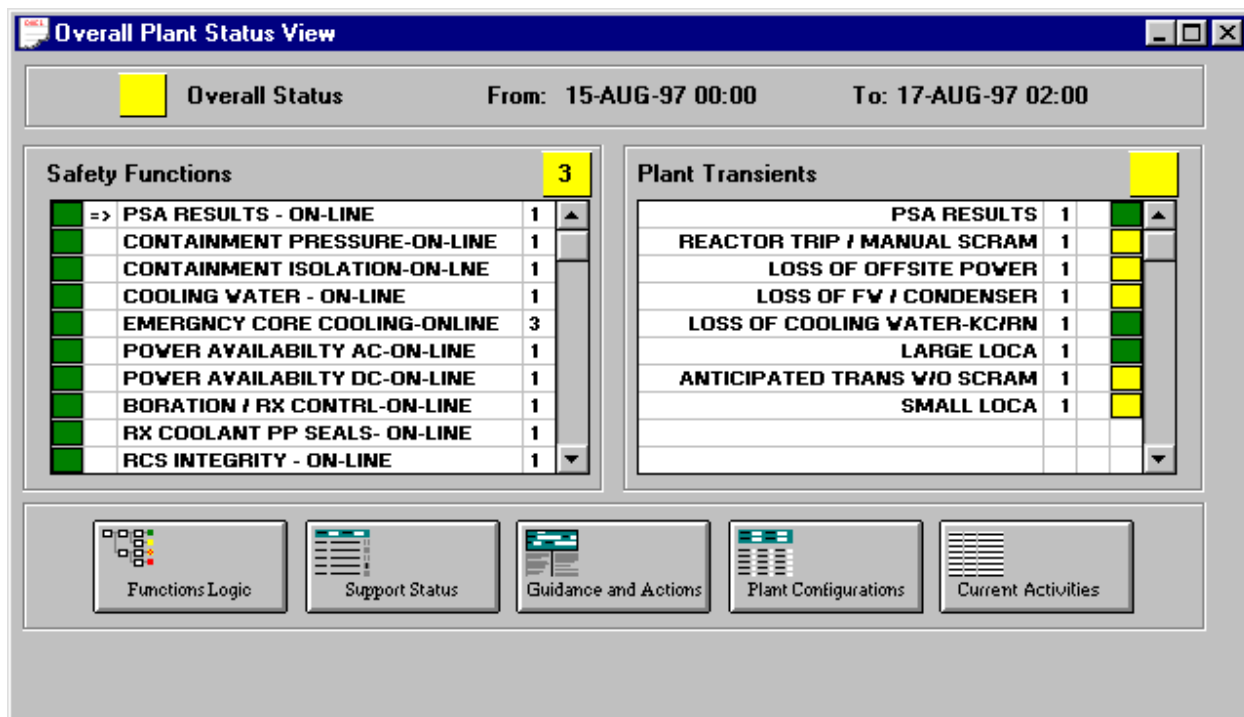 Overall Plant Status View
Overall Status From: 15-AUG-97 00:00 To: 17-AUG-97 02:00
Safety Functions 3
=> PSA RESULTS - ON-LINE 1
CONTAINMENT PRESSURE-ON-LINE 1
CONTAINMENT ISOLATION-ON-LNE 1
COOLING WATER - ON-LINE 1
EMERGNCY CORE COOLING-ONLINE 3
POWER AVAILABILTY AC-ON-LINE 1
POWER AVAILABILTY DC-ON-LINE 1
BORATION / RX CONTRL-ON-LINE 1
RX COOLANT PP SEALS- ON-LINE 1
RCS INTEGRITY - ON-LINE 1
Plant Transients
PSA RESULTS 1
REACTOR TRIP / MANUAL SCRAM 1
LOSS OF OFFSITE POWER 1
LOSS OF FW / CONDENSER 1
LOSS OF COOLING WATER-KC/RN 1
LARGE LOCA 1
ANTICIPATED TRANS W/O SCRAM 1
SMALL LOCA 1
Functions Logic
Support Status
Guidance and Actions
Plant Configurations
Current Activities